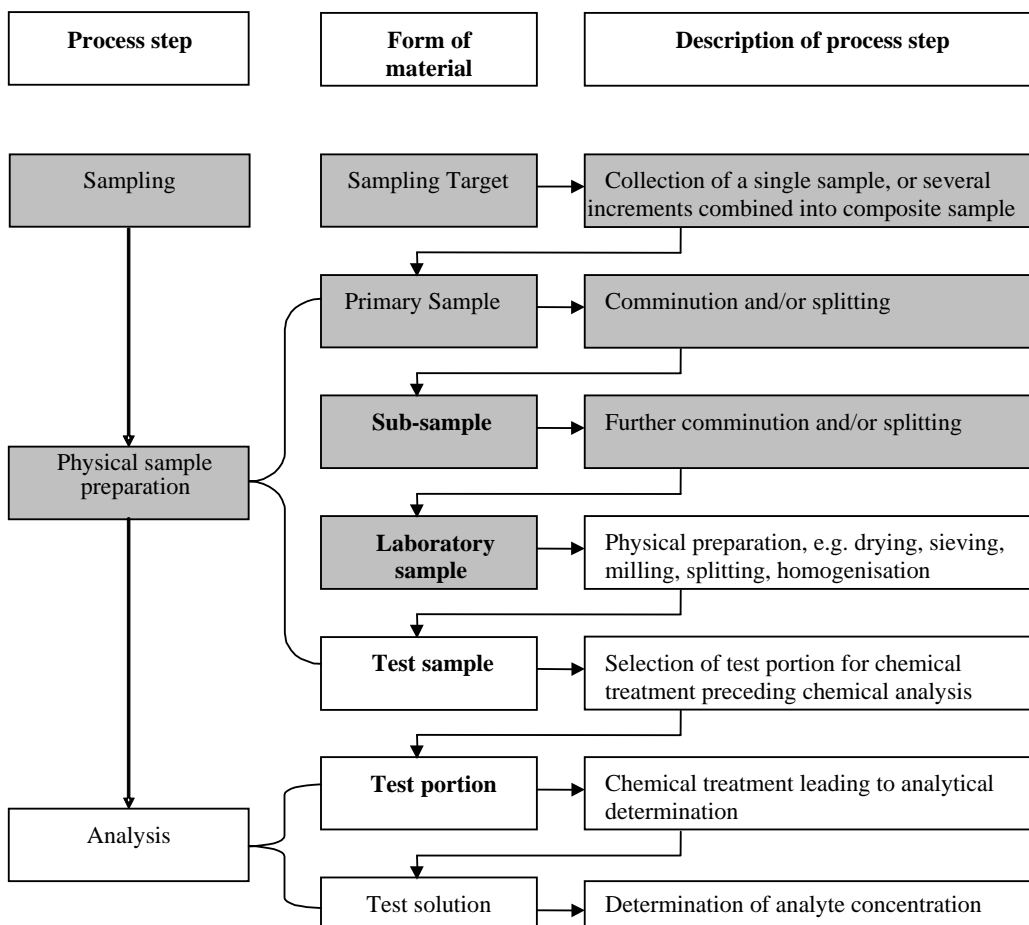 Process step
Form of
material
Description of process step
Sampling
Sampling Target
Collection of a single sample, or several
increments combined into composite sample
Primary Sample
Comminution and/or splitting
Sub-sample
Further comminution and/or splitting
Physical sample
preparation
Laboratory
sample
Physical preparation, e.g. drying, sieving,
milling, splitting, homogenisation
Test sample
Selection of test portion for chemical
treatment preceding chemical analysis
Test portion
Chemical treatment leading to analytical
determination
Analysis
Test solution
Determination of analyte concentration